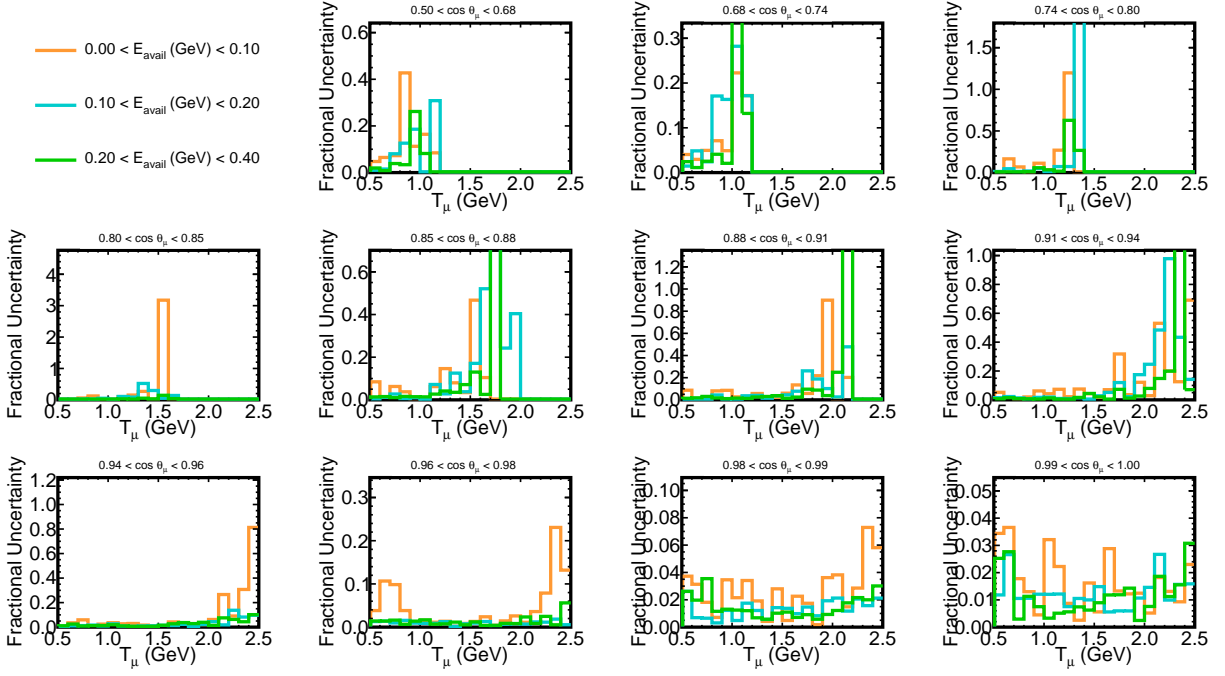 0.00 < E_avail (GeV) < 0.10
0.10 < E_avail (GeV) < 0.20
0.20 < E_avail (GeV) < 0.40
0.50 < cos θ_μ < 0.68
Fractional Uncertainty
0.6
0.4
0.2
0.0
0.5 1.0 1.5 2.0 2.5
T_μ (GeV)
0.68 < cos θ_μ < 0.74
Fractional Uncertainty
0.3
0.2
0.1
0.0
0.5 1.0 1.5 2.0 2.5
T_μ (GeV)
0.74 < cos θ_μ < 0.80
Fractional Uncertainty
1.5
1.0
0.5
0.0
0.5 1.0 1.5 2.0 2.5
T_μ (GeV)
0.80 < cos θ_μ < 0.85
Fractional Uncertainty
4
3
2
1
0
0.5 1.0 1.5 2.0 2.5
T_μ (GeV)
0.85 < cos θ_μ < 0.88
Fractional Uncertainty
0.6
0.4
0.2
0.0
0.5 1.0 1.5 2.0 2.5
T_μ (GeV)
0.88 < cos θ_μ < 0.91
Fractional Uncertainty
1.2
1.0
0.8
0.6
0.4
0.2
0.0
0.5 1.0 1.5 2.0 2.5
T_μ (GeV)
0.91 < cos θ_μ < 0.94
Fractional Uncertainty
1.0
0.8
0.6
0.4
0.2
0.0
0.5 1.0 1.5 2.0 2.5
T_μ (GeV)
0.94 < cos θ_μ < 0.96
Fractional Uncertainty
1.2
1.0
0.8
0.6
0.4
0.2
0.0
0.5 1.0 1.5 2.0 2.5
T_μ (GeV)
0.96 < cos θ_μ < 0.98
Fractional Uncertainty
0.3
0.2
0.1
0.0
0.5 1.0 1.5 2.0 2.5
T_μ (GeV)
0.98 < cos θ_μ < 0.99
Fractional Uncertainty
0.10
0.08
0.06
0.04
0.02
0.00
0.5 1.0 1.5 2.0 2.5
T_μ (GeV)
0.99 < cos θ_μ < 1.00
Fractional Uncertainty
0.05
0.04
0.03
0.02
0.01
0.00
0.5 1.0 1.5 2.0 2.5
T_μ (GeV)